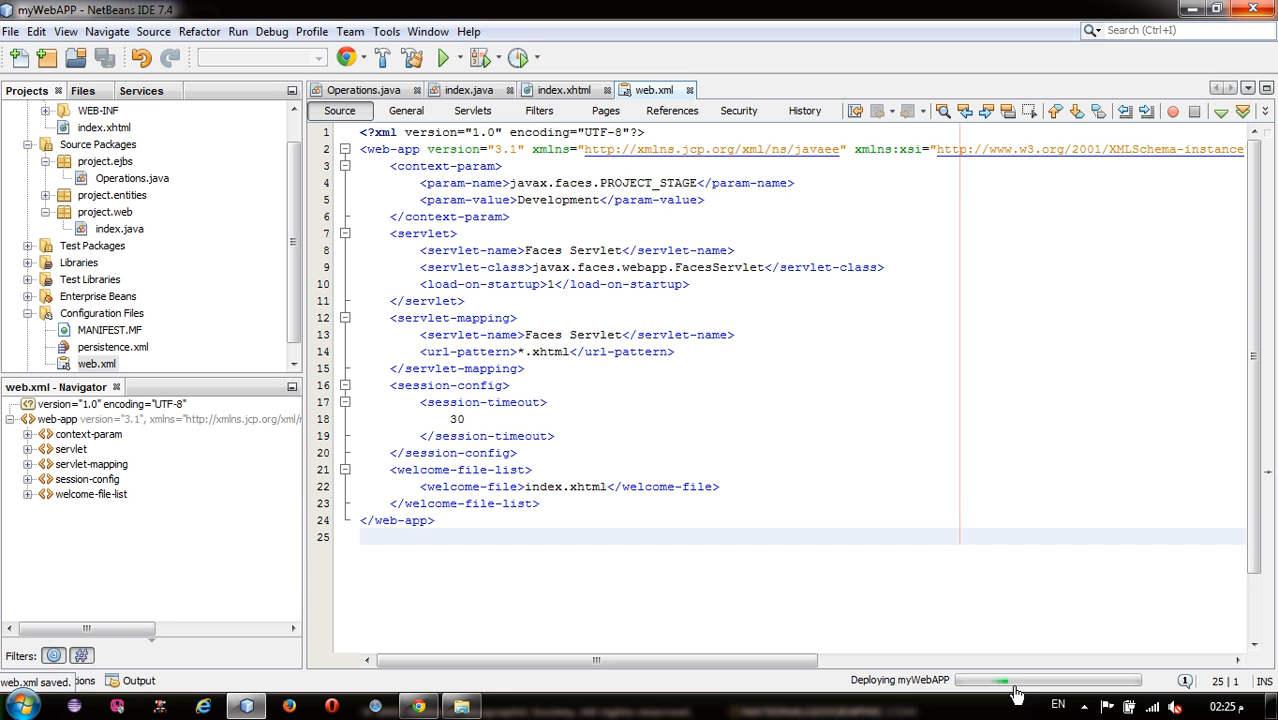 myWebAPP - NetBeans IDE 7.4
File Edit View Navigate Source Refactor Run Debug Profile Team Tools Window Help
Search (Ctrl+I)
Projects Files Services
Operations.java index.java index.xhtml web.xml
Source General Servlets Filters Pages References Security History
WEB-INF
index.xhtml
Source Packages
project.ejbs
Operations.java
project.entities
project.web
index.java
Test Packages
Libraries
Test Libraries
Enterprise Beans
Configuration Files
MANIFEST.MF
persistence.xml
web.xml
web.xml - Navigator
version="1.0" encoding="UTF-8"
web-app version="3.1", xmlns="http://xmlns.jcp.org/xml/
context-param
servlet
servlet-mapping
session-config
welcome-file-list
Filters:
1 <?xml version="1.0" encoding="UTF-8"?>
2 <web-app version="3.1" xmlns="http://xmlns.jcp.org/xml/ns/javaee" xmlns:xsi="http://www.w3.org/2001/XMLSchema-instance
3 <context-param>
4 <param-name>javax.faces.PROJECT_STAGE</param-name>
5 <param-value>Development</param-value>
6 </context-param>
7 <servlet>
8 <servlet-name>Faces Servlet</servlet-name>
9 <servlet-class>javax.faces.webapp.FacesServlet</servlet-class>
10 <load-on-startup>1</load-on-startup>
11 </servlet>
12 <servlet-mapping>
13 <servlet-name>Faces Servlet</servlet-name>
14 <url-pattern>*.xhtml</url-pattern>
15 </servlet-mapping>
16 <session-config>
17 <session-timeout>
18 30
19 </session-timeout>
20 </session-config>
21 <welcome-file-list>
22 <welcome-file>index.xhtml</welcome-file>
23 </welcome-file-list>
24 </web-app>
25
web.xml saved. Output
Deploying myWebAPP
25 | 1 INS
EN
02:25 م